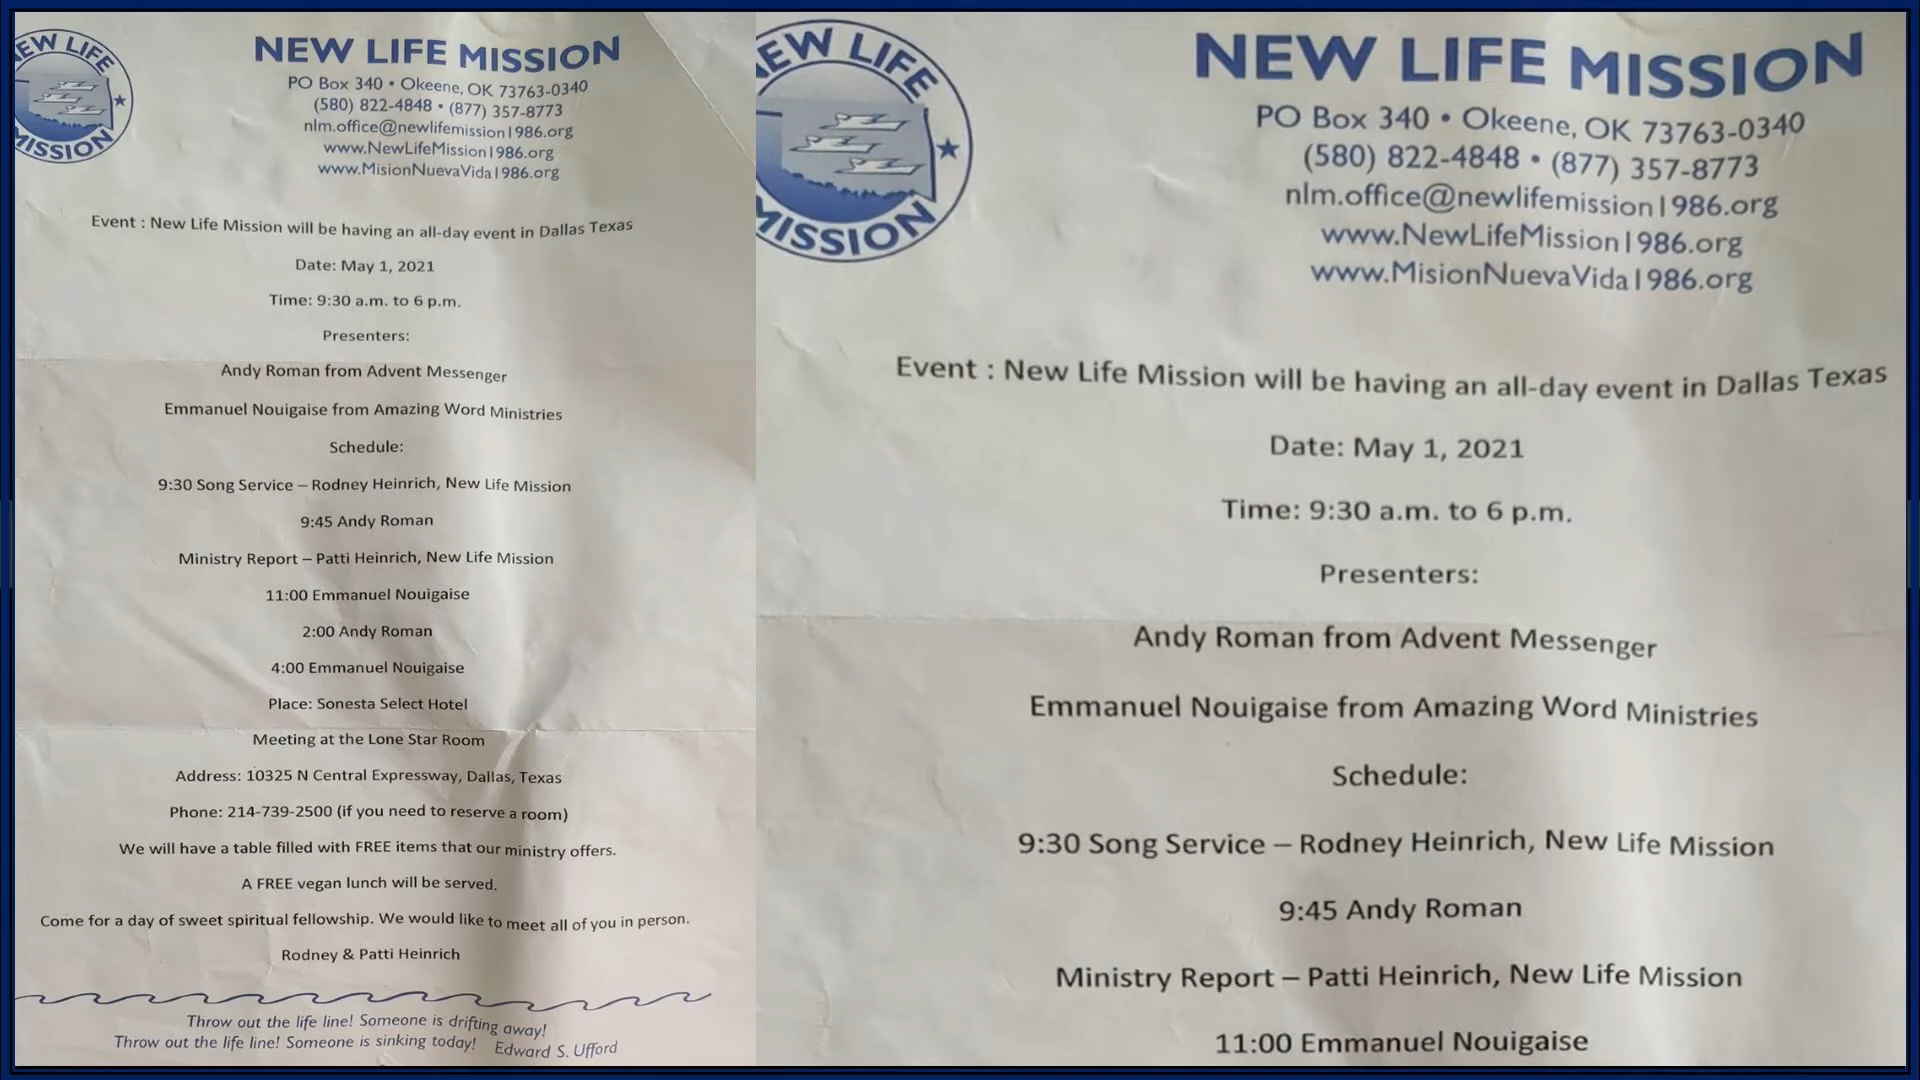 NEW LIFE
MISSION
NEW LIFE MISSION
PO Box 340 • Okeene, OK 73763-0340
(580) 822-4848 • (877) 357-8773
nlm.office@newlifemission1986.org
www.NewLifeMission1986.org
www.MisionNuevaVida1986.org
Event : New Life Mission will be having an all-day event in Dallas Texas
Date: May 1, 2021
Time: 9:30 a.m. to 6 p.m.
Presenters:
Andy Roman from Advent Messenger
Emmanuel Nouigaise from Amazing Word Ministries
Schedule:
9:30 Song Service – Rodney Heinrich, New Life Mission
9:45 Andy Roman
Ministry Report – Patti Heinrich, New Life Mission
11:00 Emmanuel Nouigaise
2:00 Andy Roman
4:00 Emmanuel Nouigaise
Place: Sonesta Select Hotel
Meeting at the Lone Star Room
Address: 10325 N Central Expressway, Dallas, Texas
Phone: 214-739-2500 (if you need to reserve a room)
We will have a table filled with FREE items that our ministry offers.
A FREE vegan lunch will be served.
Come for a day of sweet spiritual fellowship. We would like to meet all of you in person.
Rodney & Patti Heinrich
Throw out the life line! Someone is drifting away!
Throw out the life line! Someone is sinking today! Edward S. Ufford
NEW LIFE
MISSION
NEW LIFE MISSION
PO Box 340 • Okeene, OK 73763-0340
(580) 822-4848 • (877) 357-8773
nlm.office@newlifemission1986.org
www.NewLifeMission1986.org
www.MisionNuevaVida1986.org
Event : New Life Mission will be having an all-day event in Dallas Texas
Date: May 1, 2021
Time: 9:30 a.m. to 6 p.m.
Presenters:
Andy Roman from Advent Messenger
Emmanuel Nouigaise from Amazing Word Ministries
Schedule:
9:30 Song Service – Rodney Heinrich, New Life Mission
9:45 Andy Roman
Ministry Report – Patti Heinrich, New Life Mission
11:00 Emmanuel Nouigaise